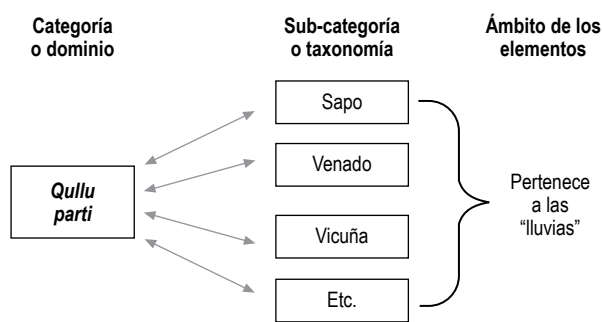 Categoría
o dominio
Sub-categoría
o taxonomía
Ámbito de los
elementos
Qullu
parti
Sapo
Venado
Vicuña
Etc.
Pertenece
a las
“lluvias”